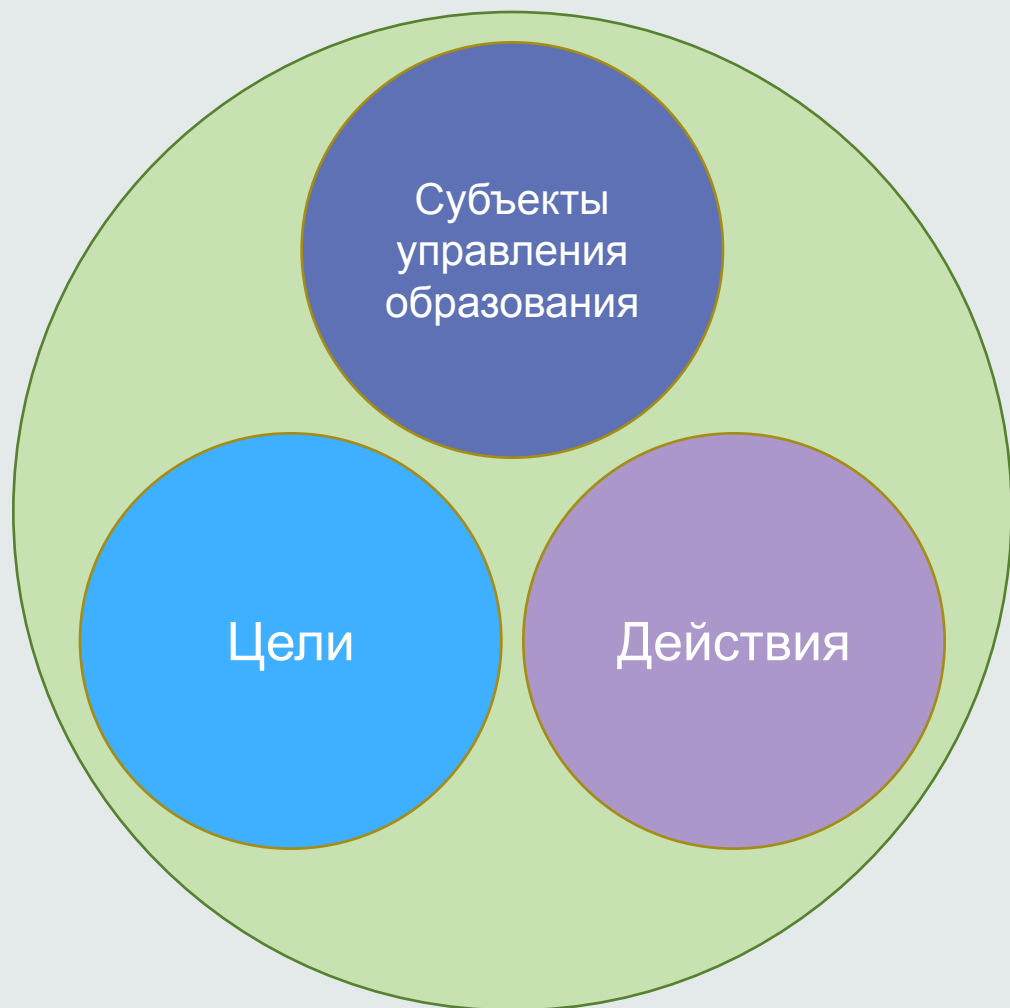 Субъекты
управления
образования
Цели
Действия